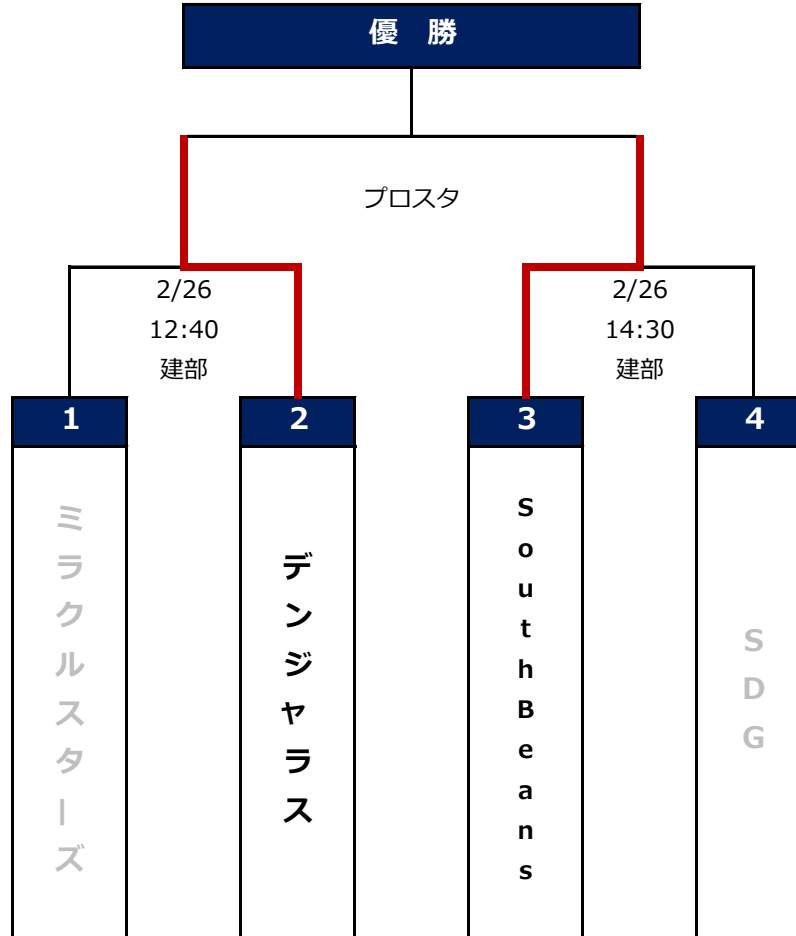 優 勝
プロスタ
2/26
12:40
建部
2/26
14:30
建部
1
2
3
4
ミラクルスターズ
デンジャラス
SouthBeans
SDG